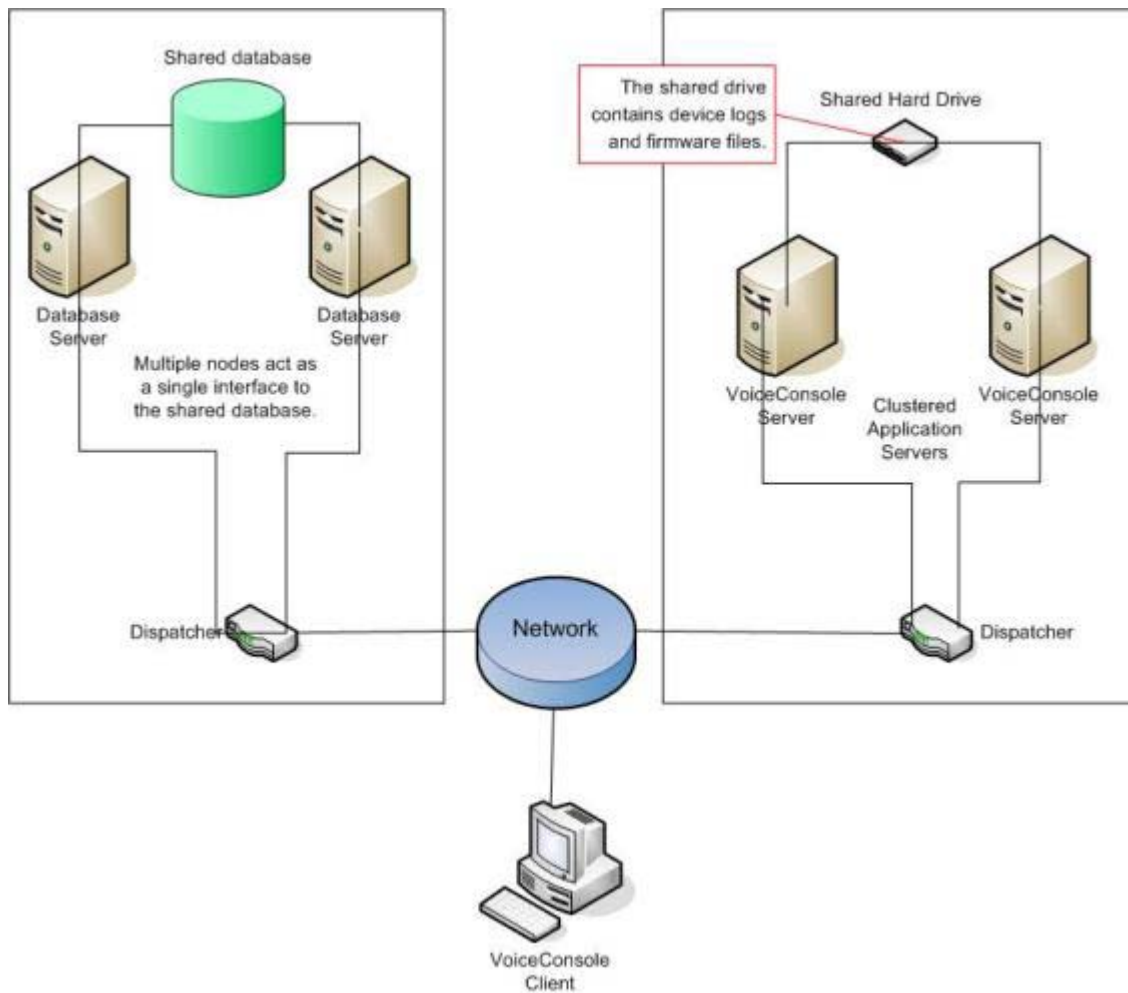 Shared database
The shared drive
contains device logs
and firmware files.
Shared Hard Drive
Database
Server
Database
Server
Multiple nodes act as
a single interface to
the shared database.
VoiceConsole
Server
Clustered
Application
Servers
VoiceConsole
Server
Dispatcher
Network
Dispatcher
VoiceConsole
Client